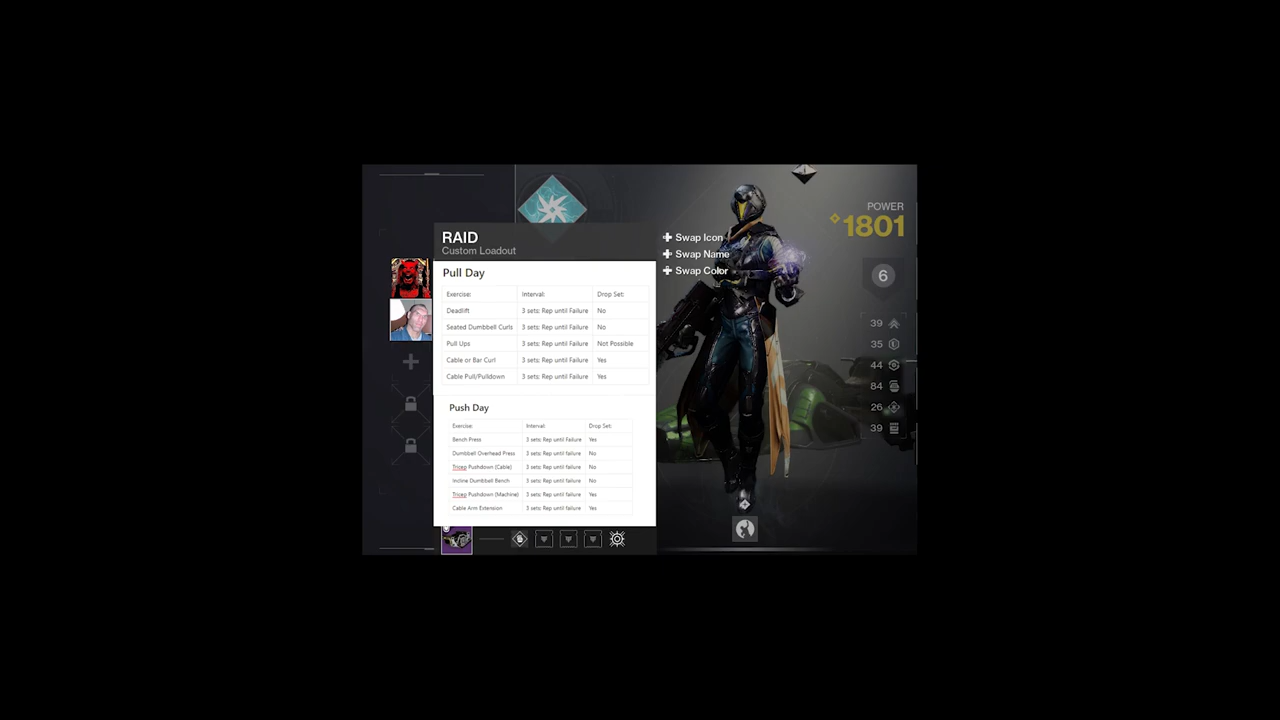 POWER
1801
RAID
Custom Loadout
Swap Icon
Swap Name
Swap Color
6
Pull Day
Exercise: Interval: Drop Set:
Deadlift 3 sets: Rep until Failure No
Seated Dumbbell Curls 3 sets: Rep until Failure No
Pull Ups 3 sets: Rep until Failure Not Possible
Cable or Bar Curl 3 sets: Rep until Failure Yes
Cable Pull/Pulldown 3 sets: Rep until Failure Yes
Push Day
Exercise: Interval: Drop Set:
Bench Press 3 sets: Rep until Failure Yes
Dumbbell Overhead Press 3 sets: Rep until failure No
Tricep Pushdown (Cable) 3 sets: Rep until failure No
Incline Dumbbell Bench 3 sets: Rep until failure No
Tricep Pushdown (Machine) 3 sets: Rep until failure Yes
Cable Arm Extension 3 sets: Rep until failure Yes
39
35
44
84
26
39